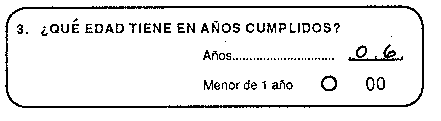 3. ¿QUÉ EDAD TIENE EN AÑOS CUMPLIDOS?
Años............................. 0 6
Menor de 1 año O 00